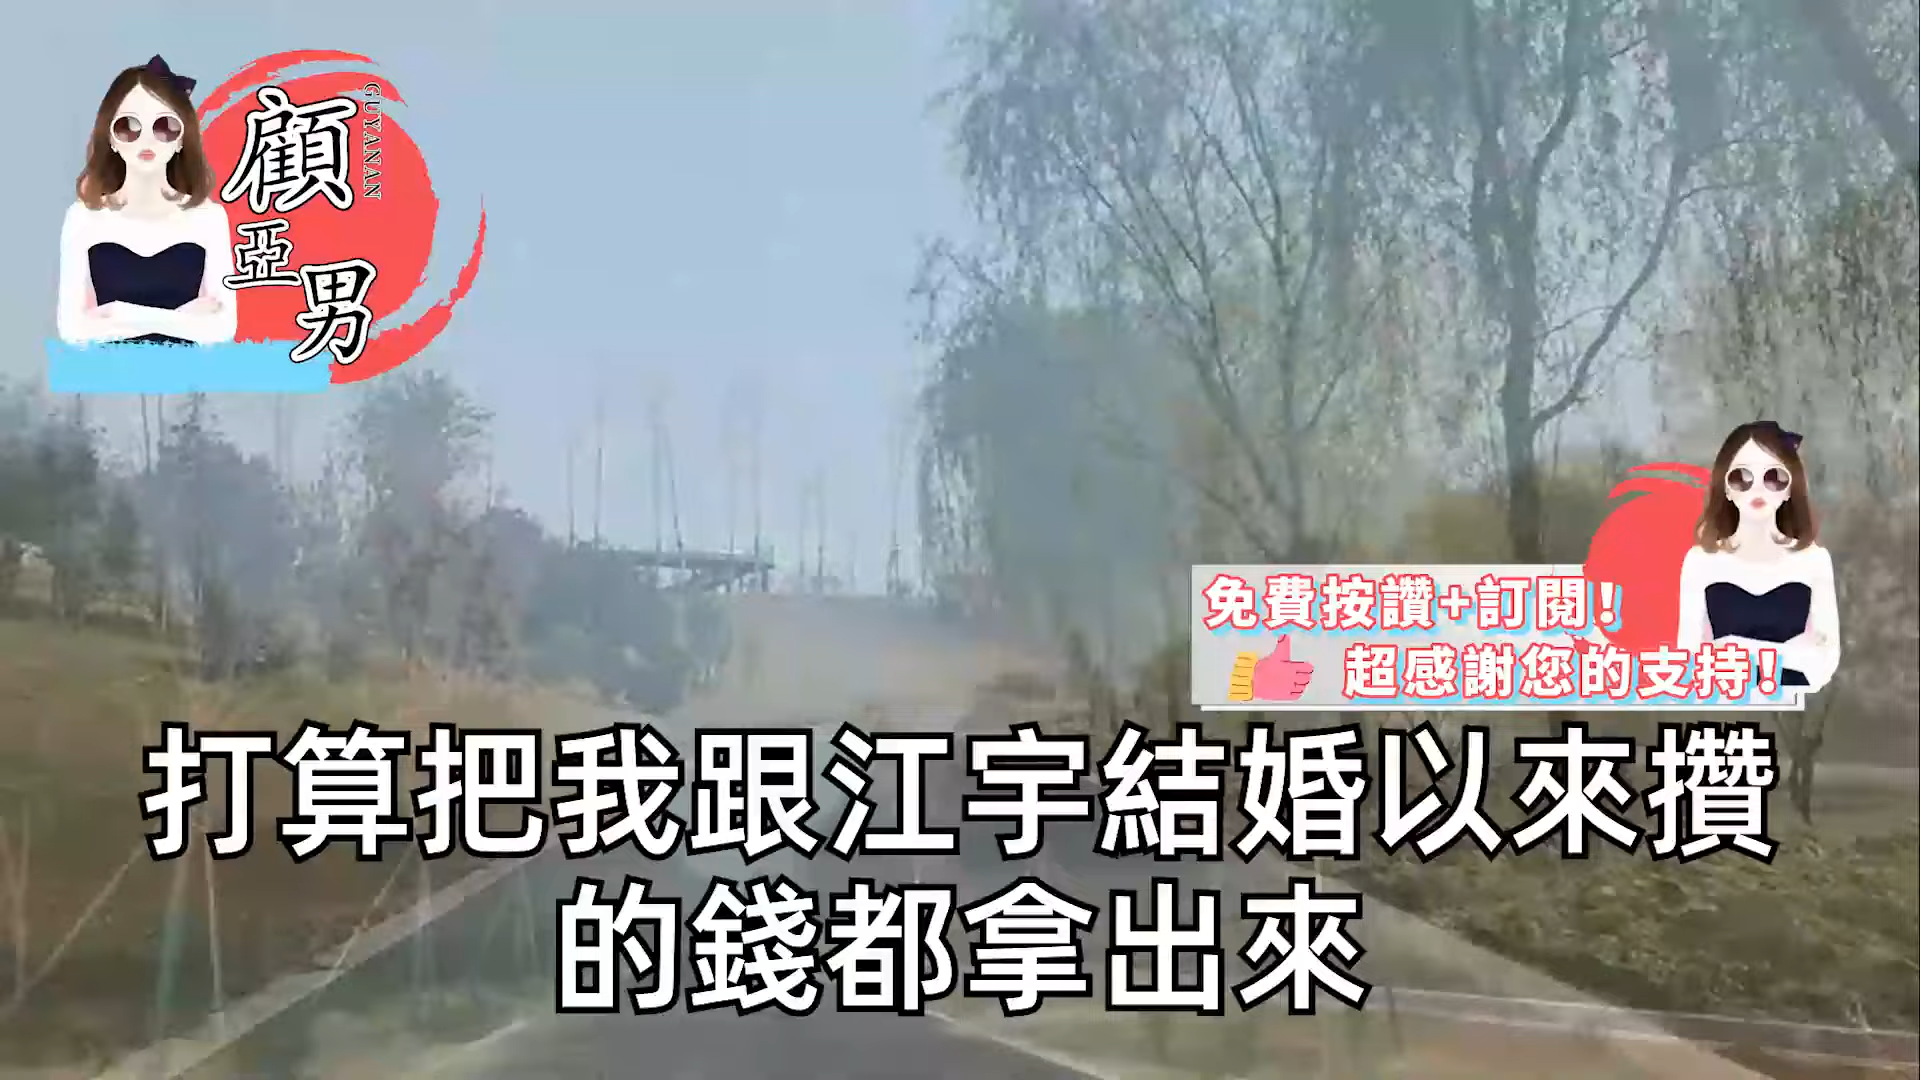 顧亞男
GUYANAN
免費按讚+訂閱!
超感謝您的支持!
打算把我跟江宇結婚以來攢
的錢都拿出來